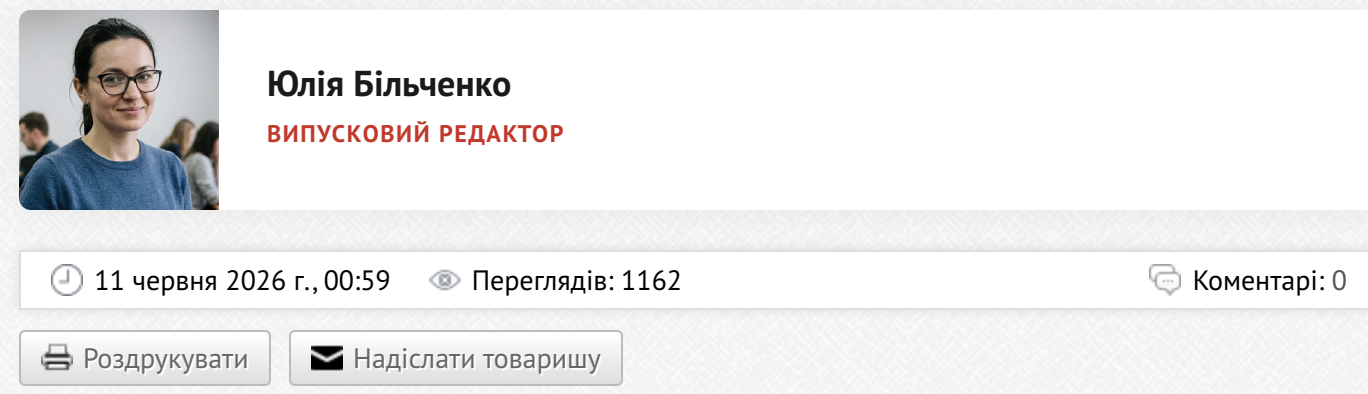 Юлія Більченко
ВИПУСКОВИЙ РЕДАКТОР
11 червня 2026 г., 00:59 Переглядів: 1162 Коментарі: 0
Роздрукувати Надіслати товаришу